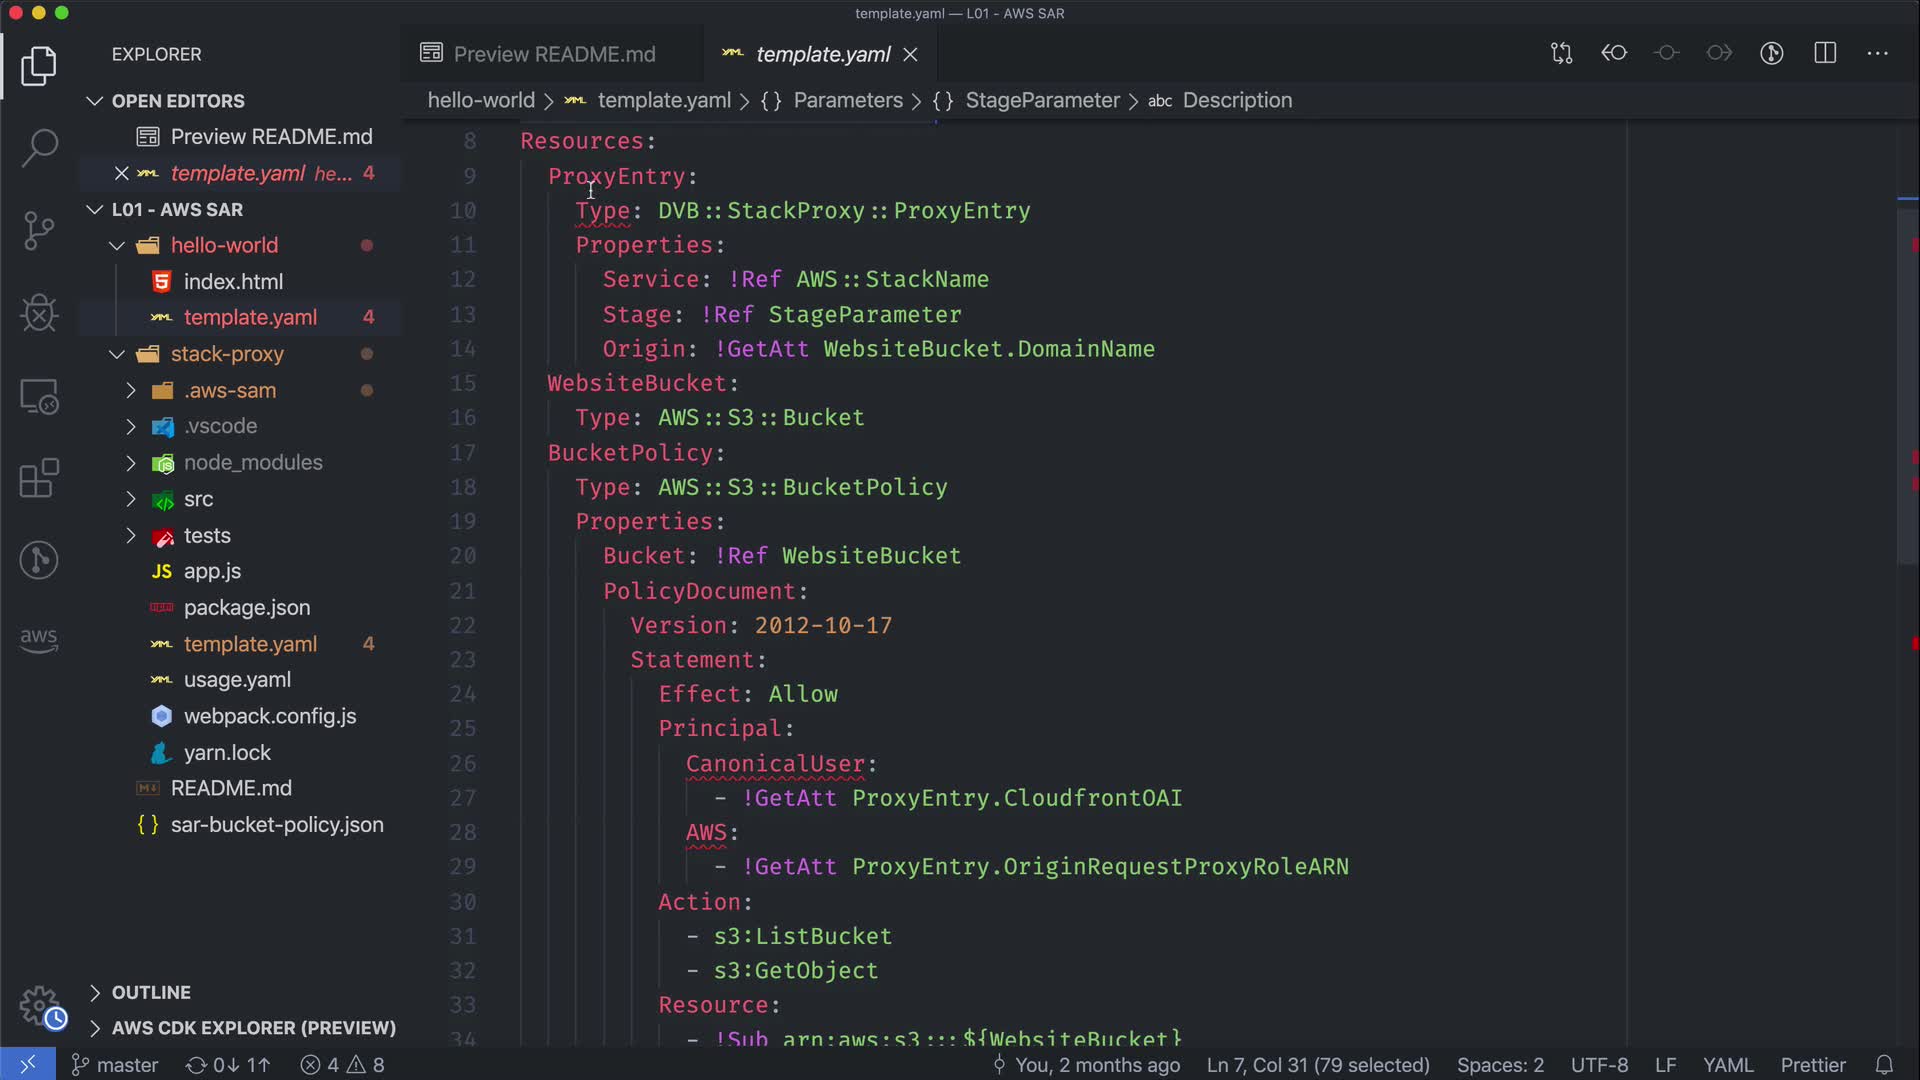 template.yaml — L01 - AWS SAR
EXPLORER
OPEN EDITORS
Preview README.md
template.yaml he... 4
L01 - AWS SAR
hello-world
index.html
template.yaml 4
stack-proxy
.aws-sam
.vscode
node_modules
src
tests
JS app.js
package.json
template.yaml 4
usage.yaml
webpack.config.js
yarn.lock
README.md
{ } sar-bucket-policy.json
OUTLINE
AWS CDK EXPLORER (PREVIEW)
aws
Preview README.md
template.yaml
hello-world > template.yaml > {} Parameters > {} StageParameter > abc Description
8 Resources:
9 ProxyEntry:
10 Type: DVB::StackProxy::ProxyEntry
11 Properties:
12 Service: !Ref AWS::StackName
13 Stage: !Ref StageParameter
14 Origin: !GetAtt WebsiteBucket.DomainName
15 WebsiteBucket:
16 Type: AWS::S3::Bucket
17 BucketPolicy:
18 Type: AWS::S3::BucketPolicy
19 Properties:
20 Bucket: !Ref WebsiteBucket
21 PolicyDocument:
22 Version: 2012-10-17
23 Statement:
24 Effect: Allow
25 Principal:
26 CanonicalUser:
27 - !GetAtt ProxyEntry.CloudfrontOAI
28 AWS:
29 - !GetAtt ProxyEntry.OriginRequestProxyRoleARN
30 Action:
31 - s3:ListBucket
32 - s3:GetObject
33 Resource:
34 - !Sub arn:aws:s3:::${WebsiteBucket}
master 0↓ 1↑ 4 8 You, 2 months ago Ln 7, Col 31 (79 selected) Spaces: 2 UTF-8 LF YAML Prettier